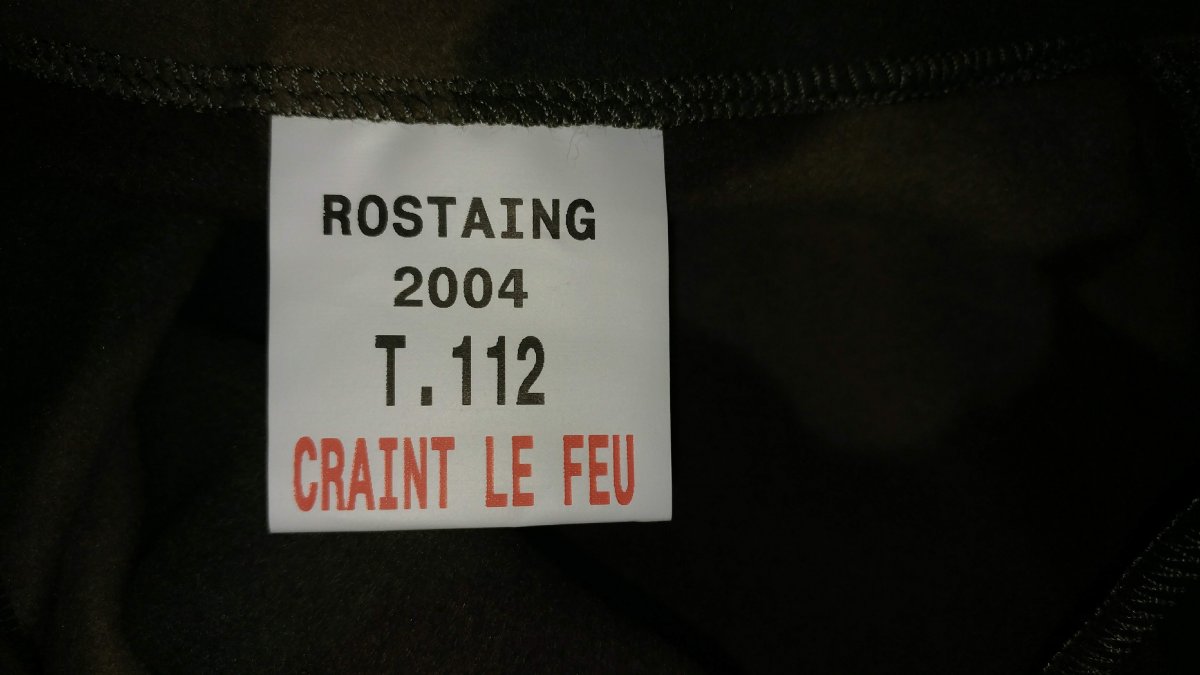 ROSTAING
2004
T.112
CRAINT LE FEU